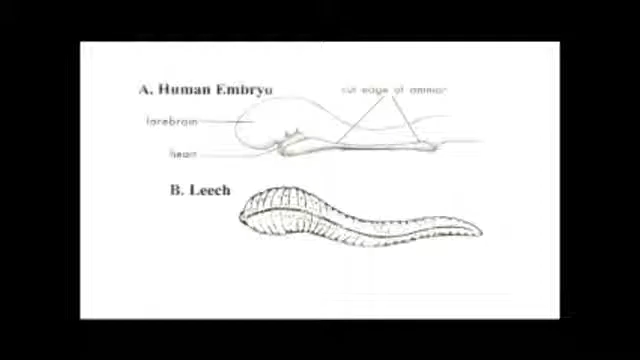 A. Human Embryo
cut edge of amnion
forebrain
heart
B. Leech